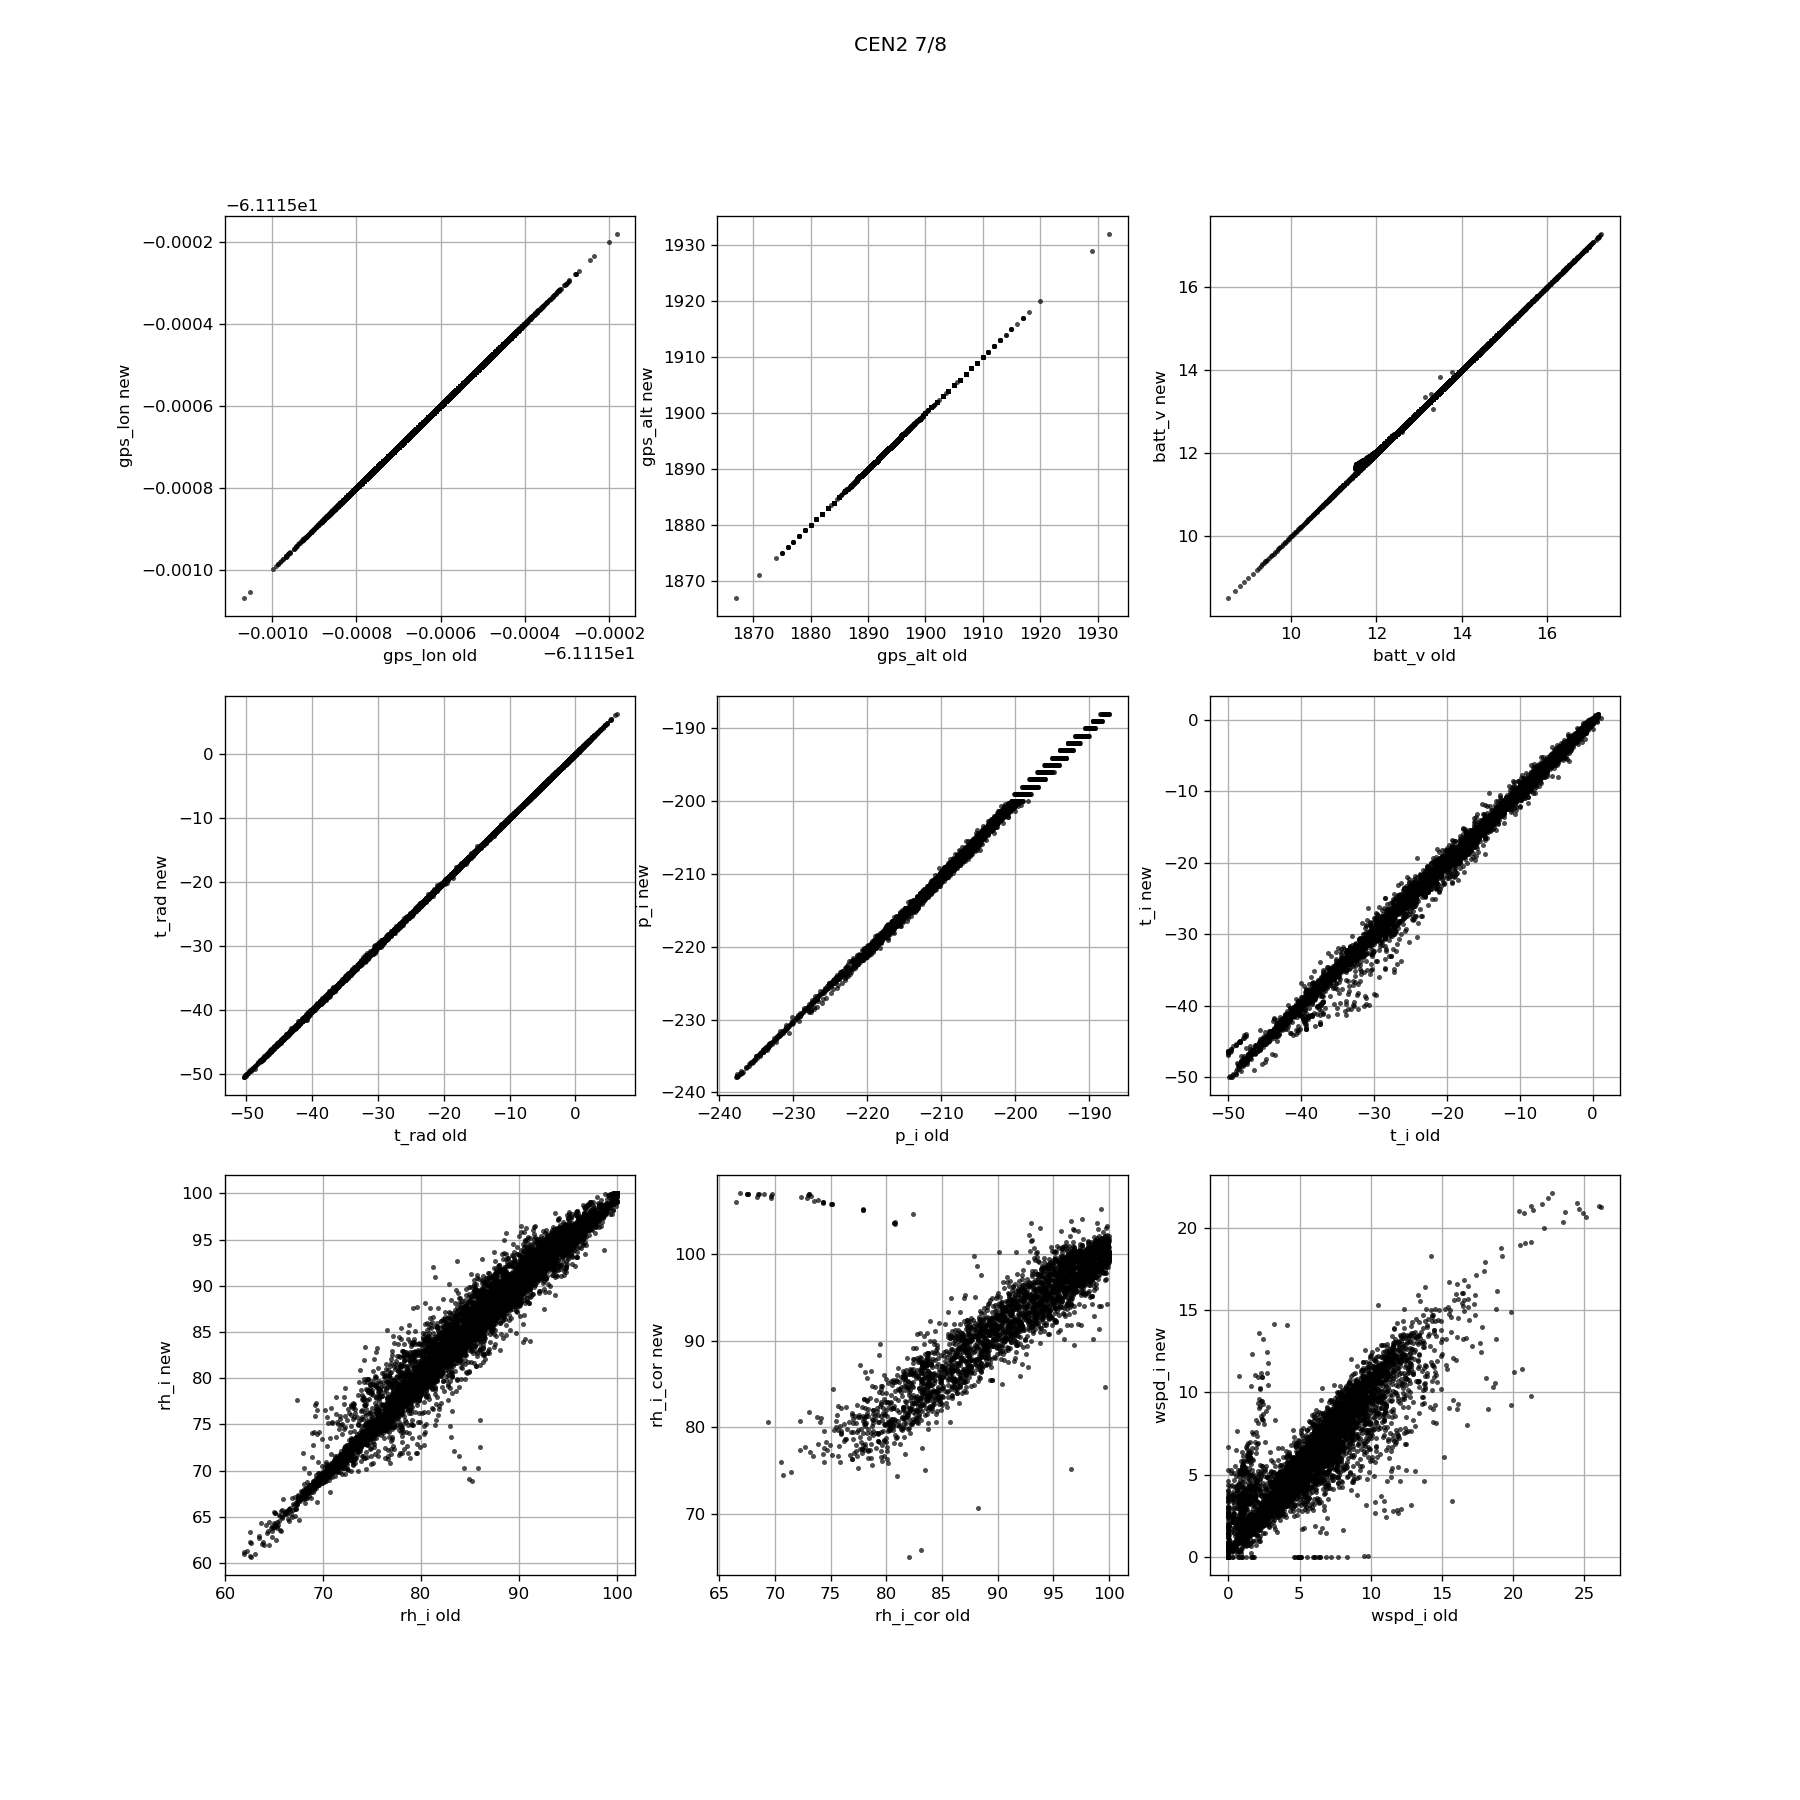 CEN2 7/8
−6.1115e1
−0.0002
−0.0004
−0.0006
−0.0008
−0.0010
gps_lon new
−0.0010 −0.0008 −0.0006 −0.0004 −0.0002
gps_lon old
−6.1115e1
1930
1920
1910
1900
1890
1880
1870
gps_alt new
1870 1880 1890 1900 1910 1920 1930
gps_alt old
16
14
12
10
batt_v new
10 12 14 16
batt_v old
0
−10
−20
−30
−40
−50
t_rad new
−50 −40 −30 −20 −10 0
t_rad old
−190
−200
−210
−220
−230
−240
p_i new
−240 −230 −220 −210 −200 −190
p_i old
0
−10
−20
−30
−40
−50
t_i new
−50 −40 −30 −20 −10 0
t_i old
100
95
90
85
80
75
70
65
60
rh_i new
60 70 80 90 100
rh_i old
100
90
80
70
rh_i_cor new
65 70 75 80 85 90 95 100
rh_i_cor old
20
15
10
5
0
wspd_i new
0 5 10 15 20 25
wspd_i old